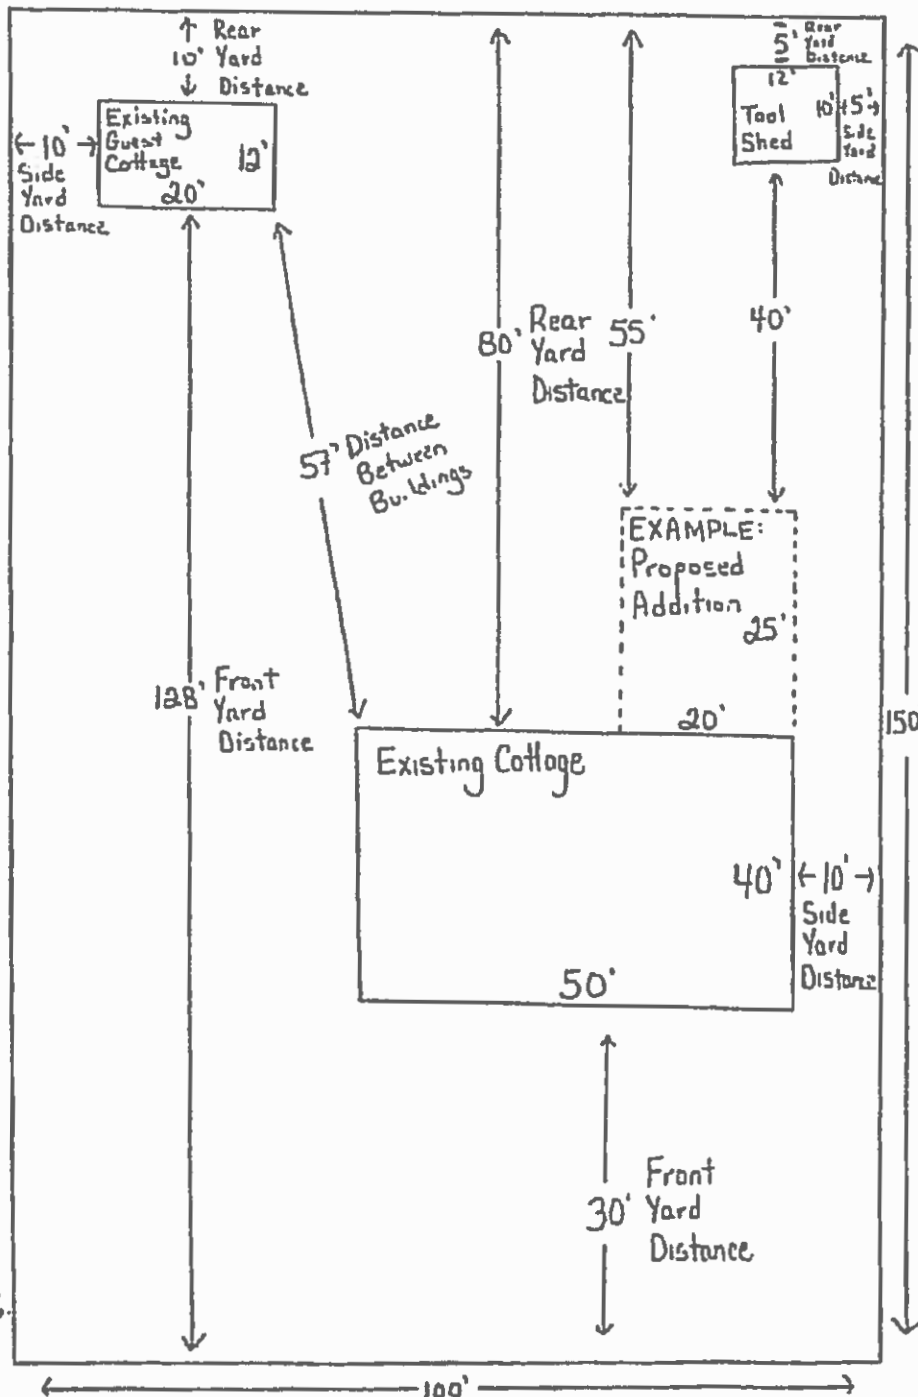 Rear
10' Yard
Distance
Existing
Guest
Cottage
12'
20'
10'
Side
Yard
Distance
5' Rear
Yard
Distance
12'
Tool
Shed
10'
5'
Side
Yard
Distance
80' Rear
Yard
Distance
55'
40'
57' Distance
Between
Buildings
EXAMPLE:
Proposed
Addition
25'
20'
128' Front
Yard
Distance
150
Existing Cottage
40'
10'
Side
Yard
Distance
50'
30' Front
Yard
Distance
100'